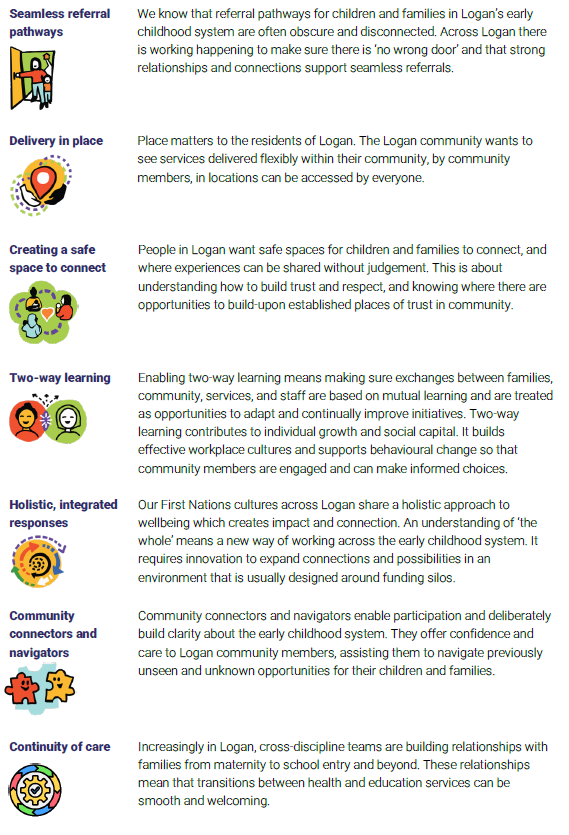 Seamless referral
pathways
We know that referral pathways for children and families in Logan's early
childhood system are often obscure and disconnected. Across Logan there
is working happening to make sure there is 'no wrong door' and that strong
relationships and connections support seamless referrals.
Delivery in place
Place matters to the residents of Logan. The Logan community wants to
see services delivered flexibly within their community, by community
members, in locations can be accessed by everyone.
Creating a safe
space to connect
People in Logan want safe spaces for children and families to connect, and
where experiences can be shared without judgement. This is about
understanding how to build trust and respect, and knowing where there are
opportunities to build-upon established places of trust in community.
Two-way learning
Enabling two-way learning means making sure exchanges between families,
community, services, and staff are based on mutual learning and are treated
as opportunities to adapt and continually improve initiatives. Two-way
learning contributes to individual growth and social capital. It builds
effective workplace cultures and supports behavioural change so that
community members are engaged and can make informed choices.
Holistic, integrated
responses
Our First Nations cultures across Logan share a holistic approach to
wellbeing which creates impact and connection. An understanding of 'the
whole' means a new way of working across the early childhood system. It
requires innovation to expand connections and possibilities in an
environment that is usually designed around funding silos.
Community
connectors and
navigators
Community connectors and navigators enable participation and deliberately
build clarity about the early childhood system. They offer confidence and
care to Logan community members, assisting them to navigate previously
unseen and unknown opportunities for their children and families.
Continuity of care
Increasingly in Logan, cross-discipline teams are building relationships with
families from maternity to school entry and beyond. These relationships
mean that transitions between health and education services can be
smooth and welcoming.